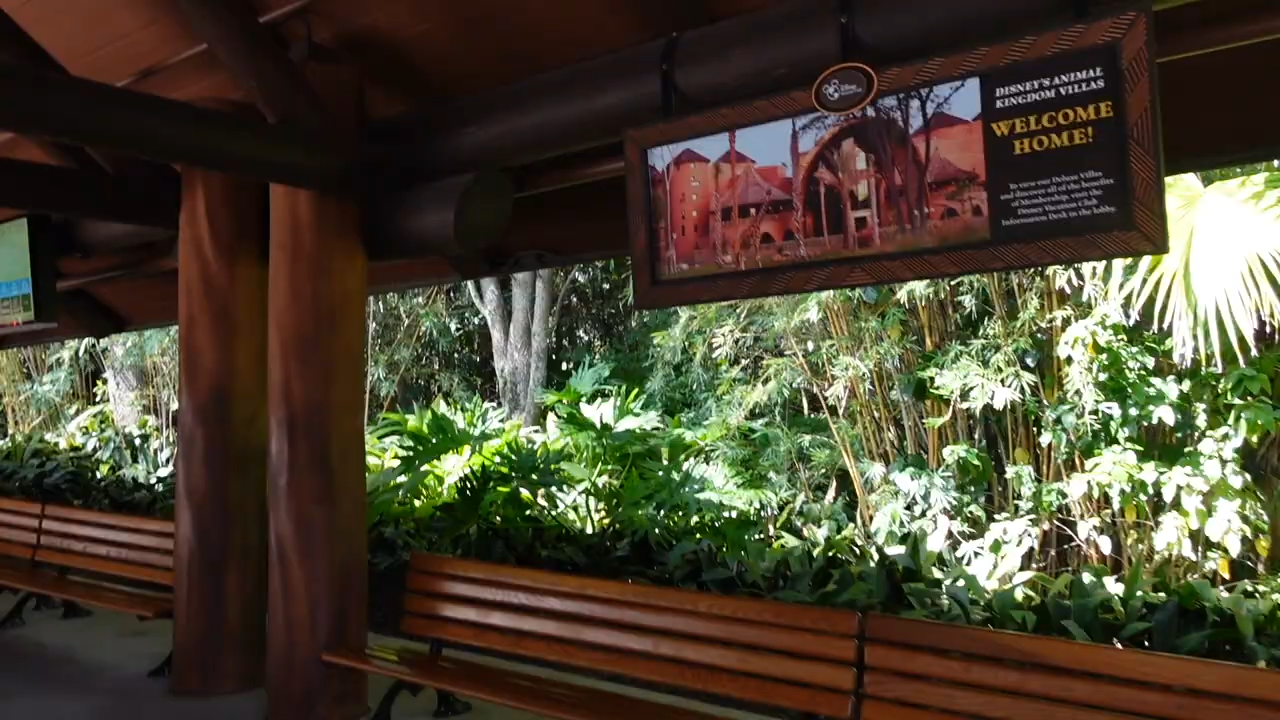 DISNEY'S ANIMAL
KINGDOM VILLAS
WELCOME
HOME!
To view our Deluxe Villas
and discover all of the benefits
of Membership, visit the
Disney Vacation Club
Information Desk in the lobby.